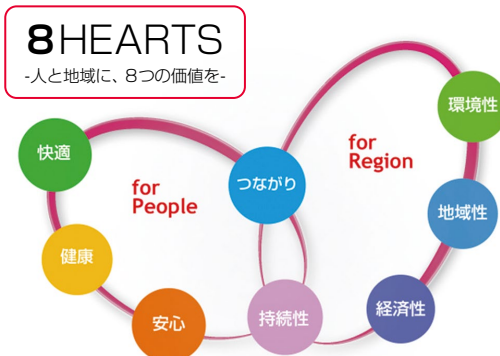 8HEARTS
-人と地域に、8つの価値を-
快適
健康
安心
for
People
つながり
持続性
for
Region
環境性
地域性
経済性